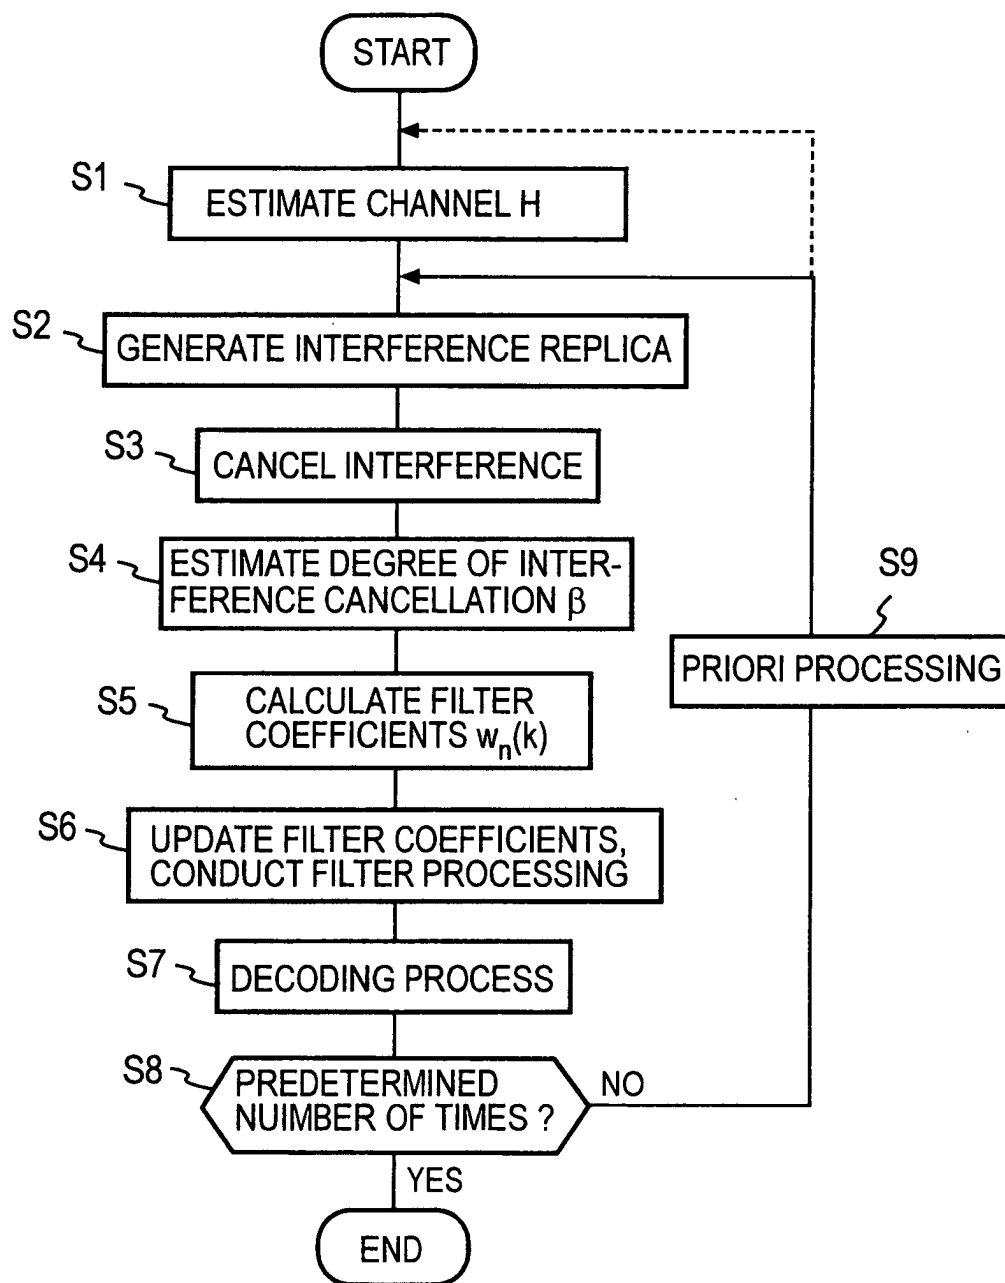 START
S1
ESTIMATE CHANNEL H
S2
GENERATE INTERFERENCE REPLICA
S3
CANCEL INTERFERENCE
S4
ESTIMATE DEGREE OF INTER-
FERENCE CANCELLATION β
S9
PRIORI PROCESSING
S5
CALCULATE FILTER
COEFFICIENTS wn(k)
S6
UPDATE FILTER COEFFICIENTS,
CONDUCT FILTER PROCESSING
S7
DECODING PROCESS
S8
PREDETERMINED
NUIMBER OF TIMES ?
NO
YES
END